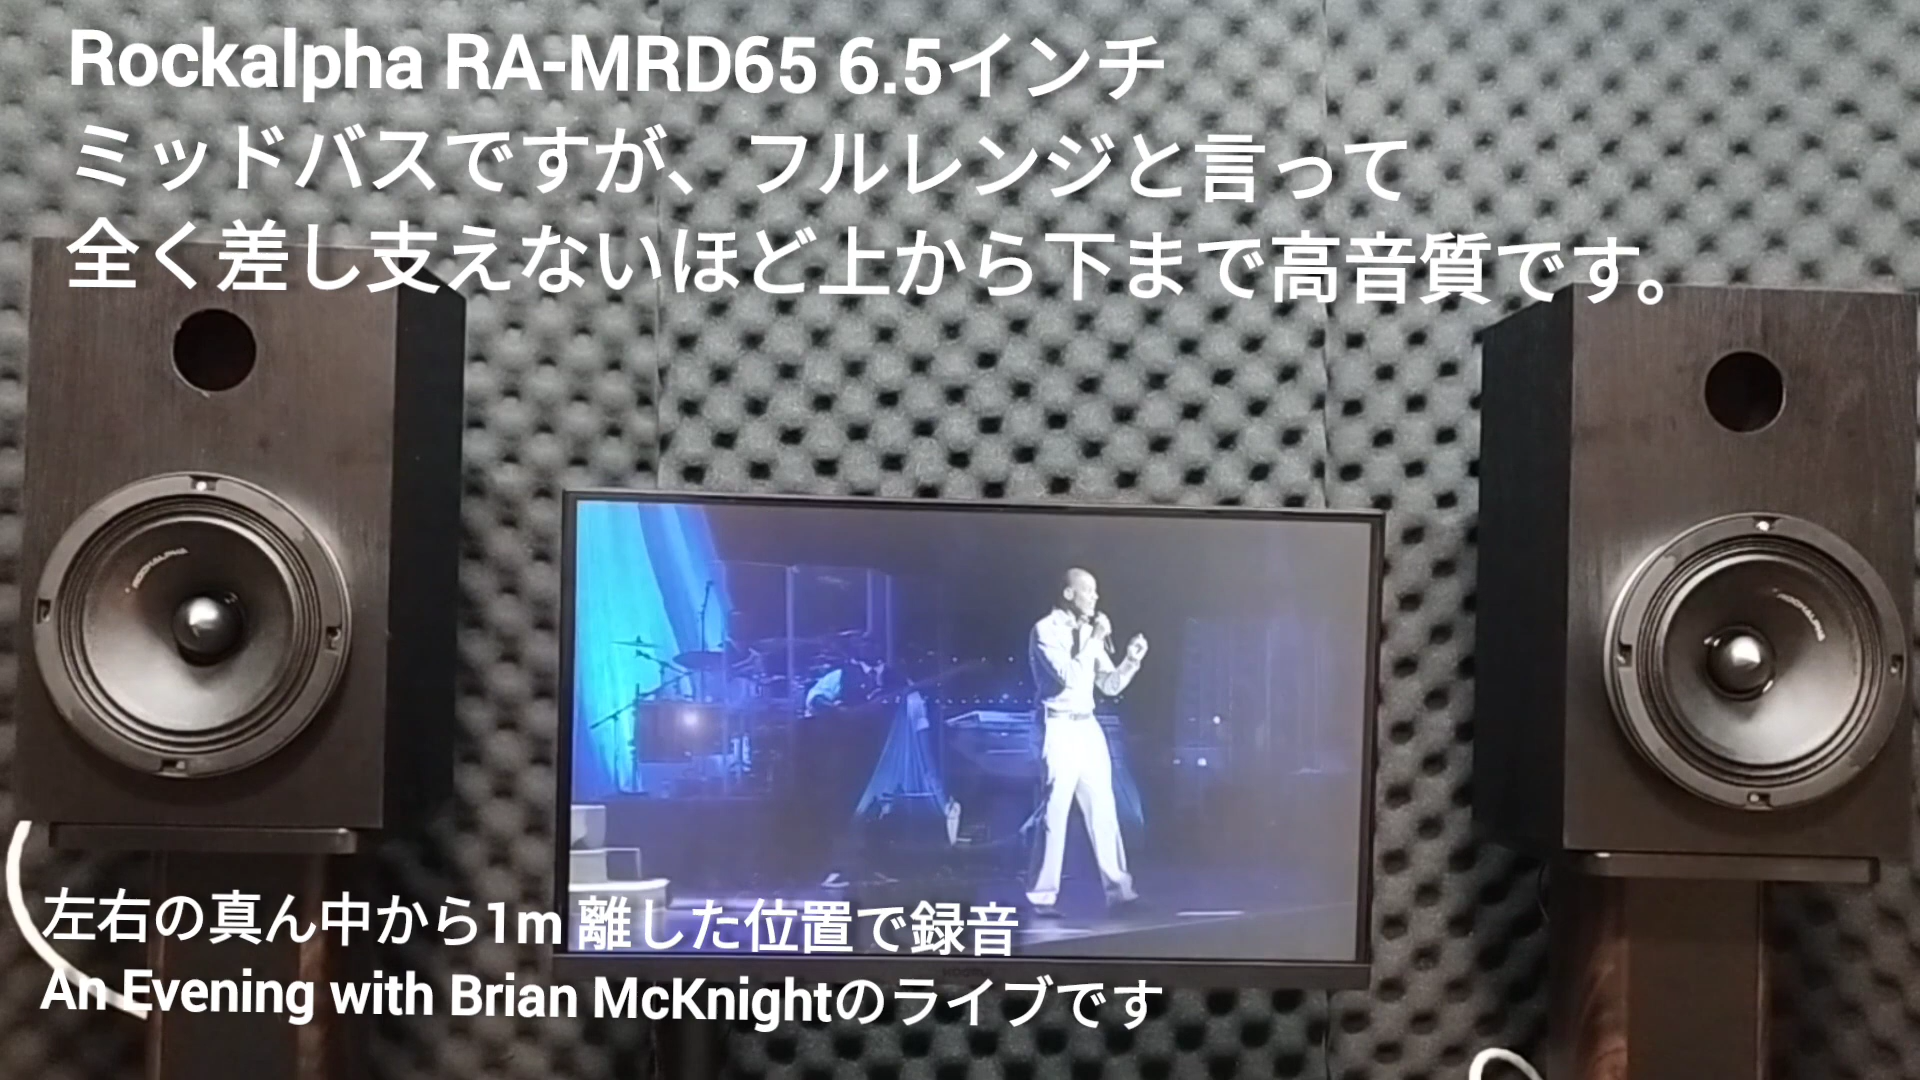 Rockalpha RA-MRD65 6.5インチ
ミッドバスですが、フルレンジと言って
全く差し支えないほど上から下まで高音質です。
ROCKALPHA
ROCKALPHA
左右の真ん中から1m 離した位置で録音
An Evening with Brian McKnightのライブです